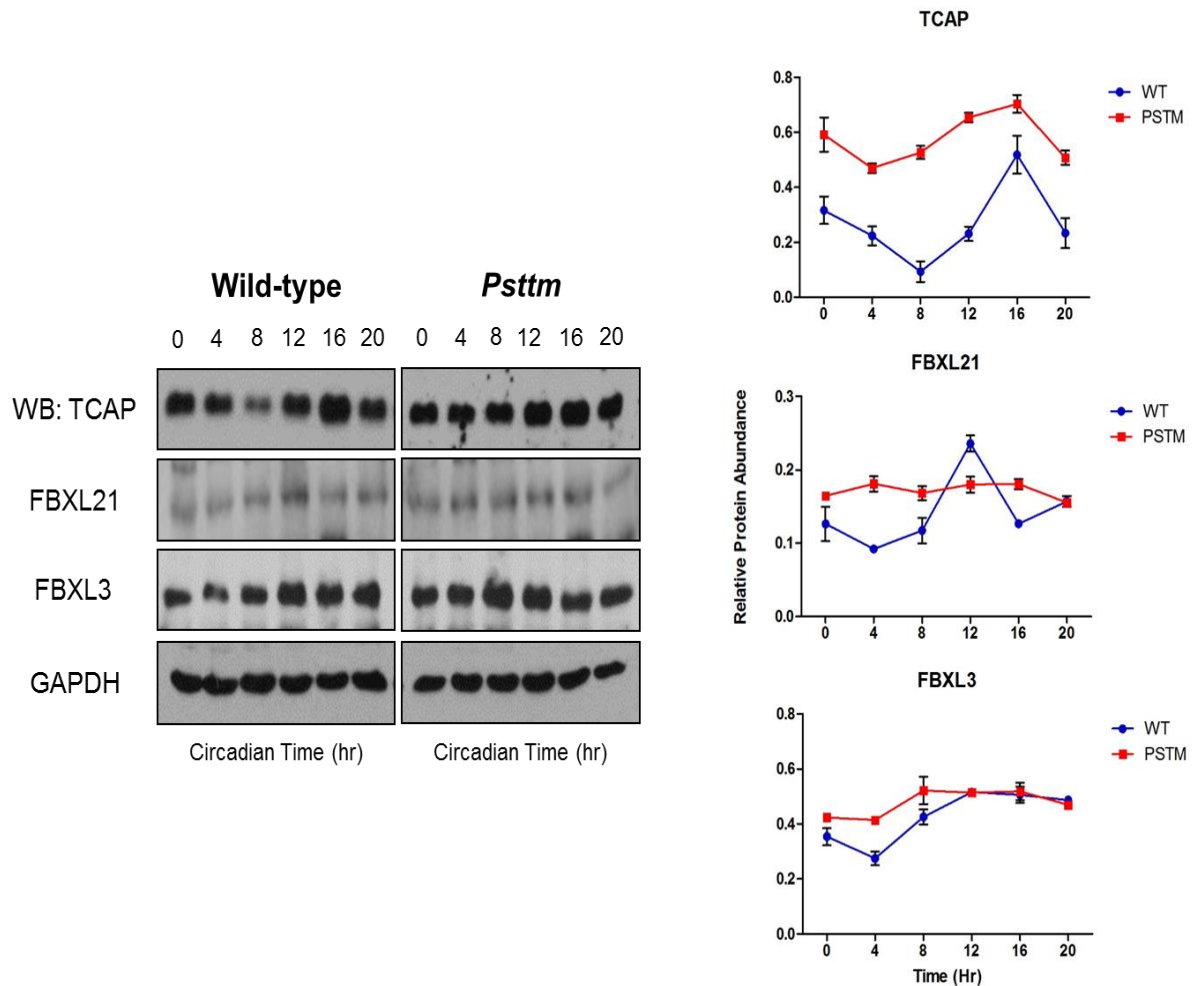 Wild-type
Psttm
0 4 8 12 16 20
0 4 8 12 16 20
WB: TCAP
FBXL21
FBXL3
GAPDH
Circadian Time (hr)
Circadian Time (hr)
TCAP
0.8
0.6
0.4
0.2
0.0
0 4 8 12 16 20
WT
PSTM
FBXL21
Relative Protein Abundance
0.3
0.2
0.1
0.0
0 4 8 12 16 20
WT
PSTM
FBXL3
0.8
0.6
0.4
0.2
0.0
0 4 8 12 16 20
Time (Hr)
WT
PSTM